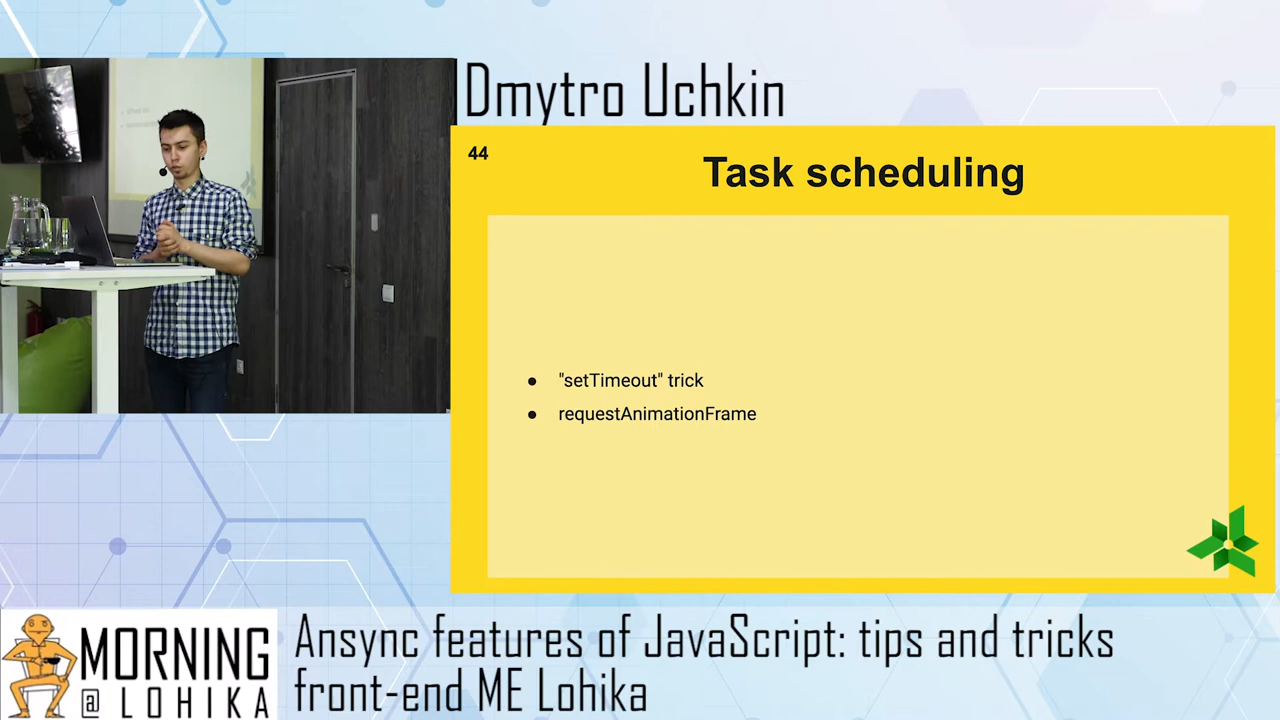 Dmytro Uchkin
44
Task scheduling
● "setTimeout" trick
● requestAnimationFrame
MORNING
@ LOHIKA
Ansync features of JavaScript: tips and tricks
front-end ME Lohika